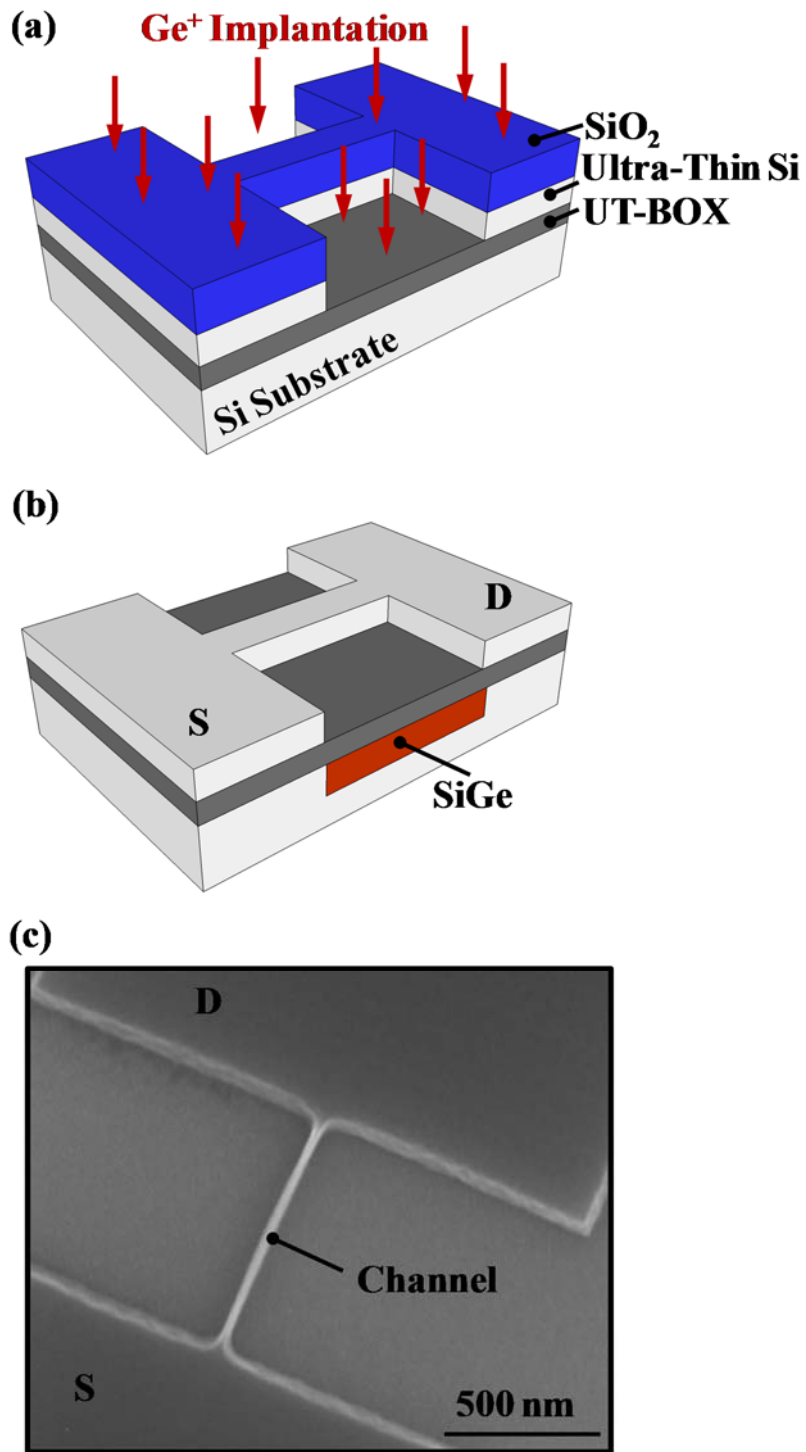 (a)
Ge⁺ Implantation
SiO₂
Ultra-Thin Si
UT-BOX
Si Substrate
(b)
D
S
SiGe
(c)
D
Channel
S
500 nm